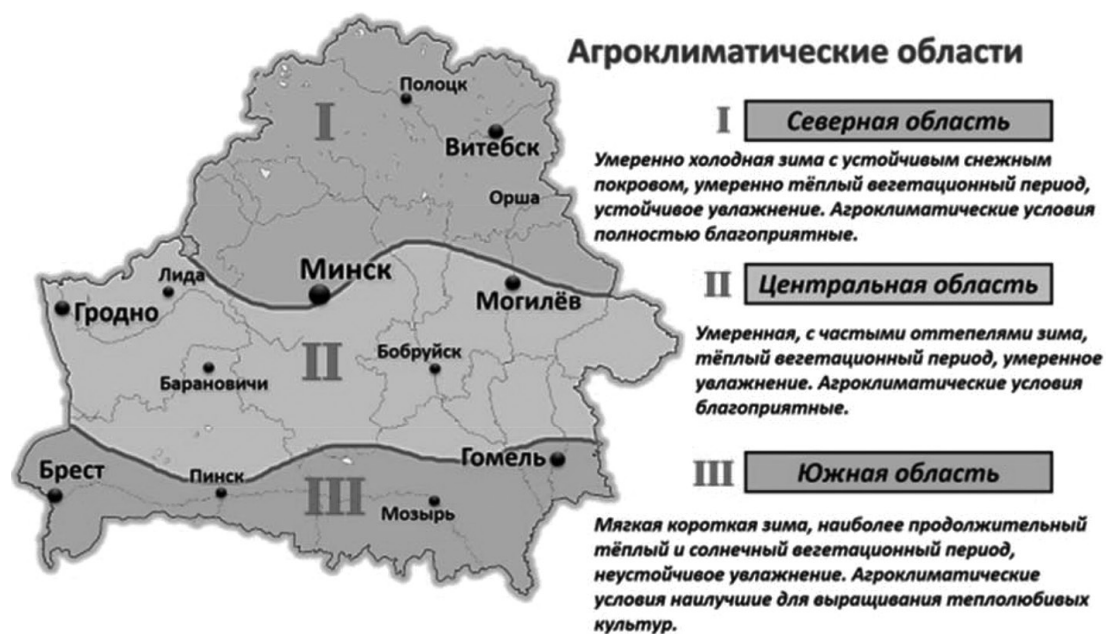 Агроклиматические области
I
Полоцк
Витебск
Орша
Минск
Лида
Гродно
Могилёв
II
Бобруйск
Барановичи
Гомель
Брест
Пинск
III
Мозырь
I Северная область
Умеренно холодная зима с устойчивым снежным
покровом, умеренно тёплый вегетационный период,
устойчивое увлажнение. Агроклиматические условия
полностью благоприятные.
II Центральная область
Умеренная, с частыми оттепелями зима,
тёплый вегетационный период, умеренное
увлажнение. Агроклиматические условия
благоприятные.
III Южная область
Мягкая короткая зима, наиболее продолжительный
тёплый и солнечный вегетационный период,
неустойчивое увлажнение. Агроклиматические
условия наилучшие для выращивания теплолюбивых
культур.